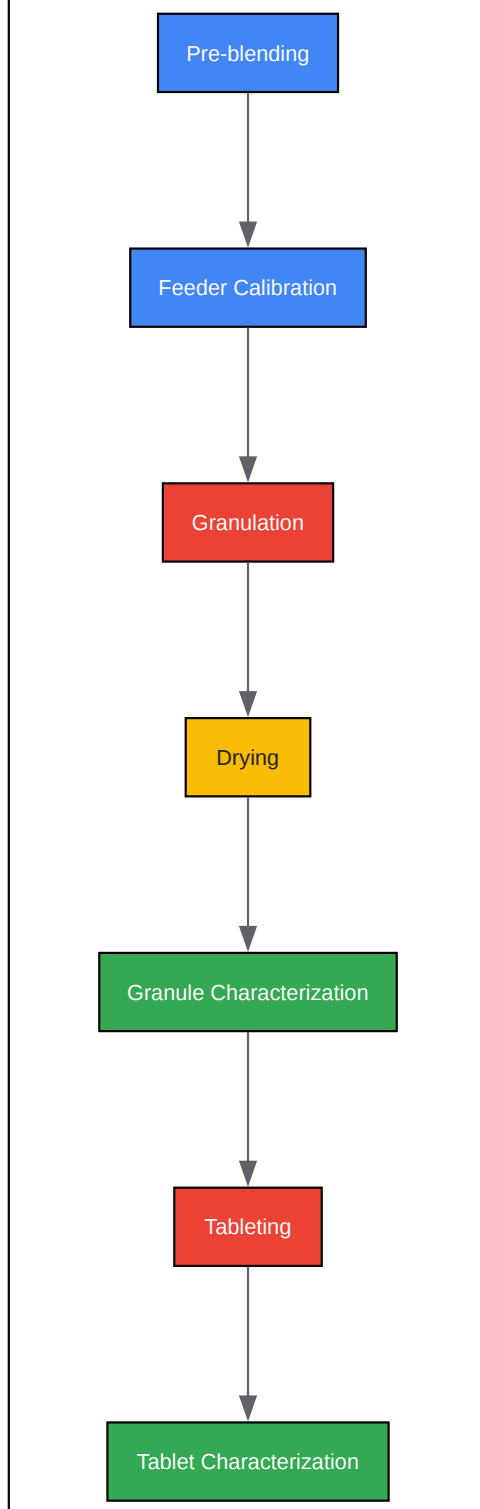 Pre-blending
Feeder Calibration
Granulation
Drying
Granule Characterization
Tableting
Tablet Characterization